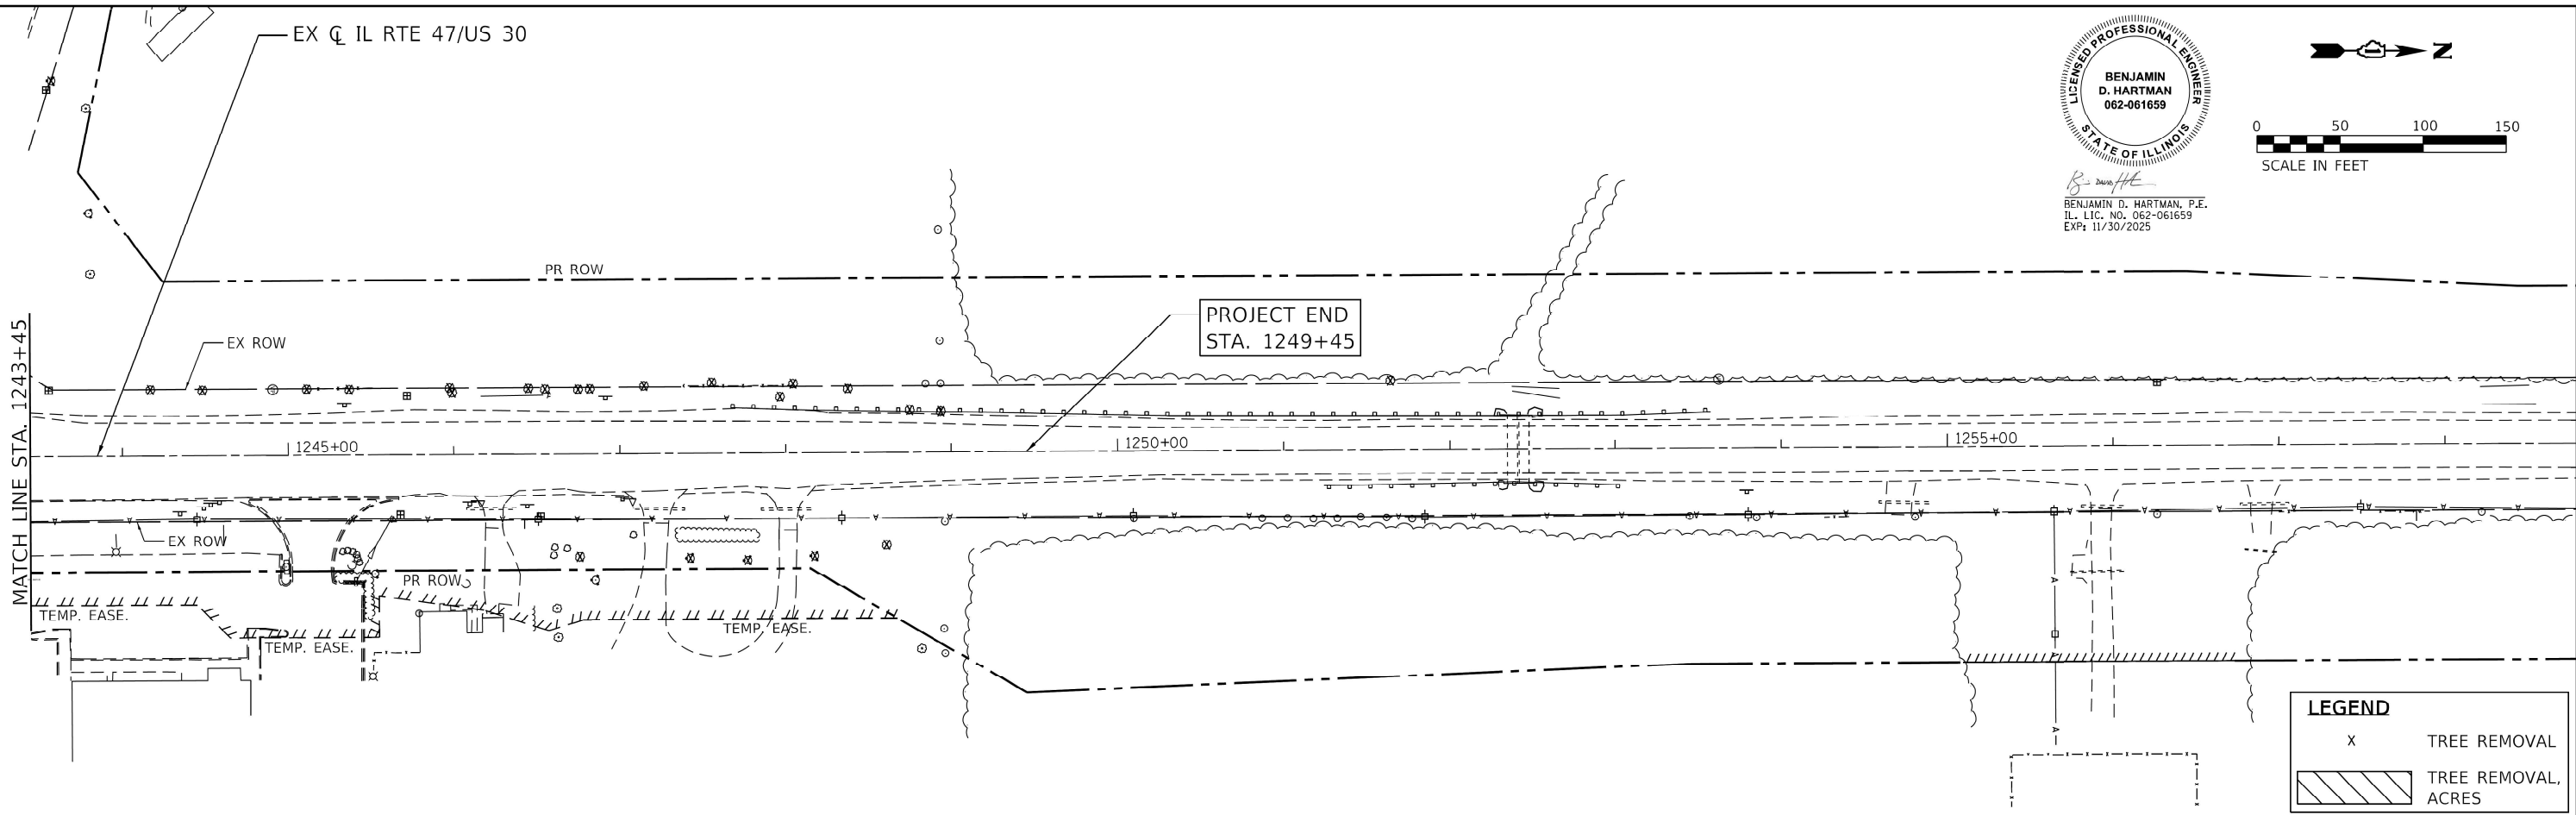 EX ℄ IL RTE 47/US 30
LICENSED PROFESSIONAL ENGINEER
BENJAMIN
D. HARTMAN
062-061659
STATE OF ILLINOIS
N
0 50 100 150
SCALE IN FEET
BENJAMIN D. HARTMAN, P.E.
IL. LIC. NO. 062-061659
EXP: 11/30/2025
PR ROW
PROJECT END
STA. 1249+45
EX ROW
MATCH LINE STA. 1243+45
1245+00
1250+00
1255+00
EX ROW
PR ROW
TEMP. EASE.
TEMP. EASE.
TEMP. EASE.
LEGEND
X TREE REMOVAL
TREE REMOVAL,
ACRES